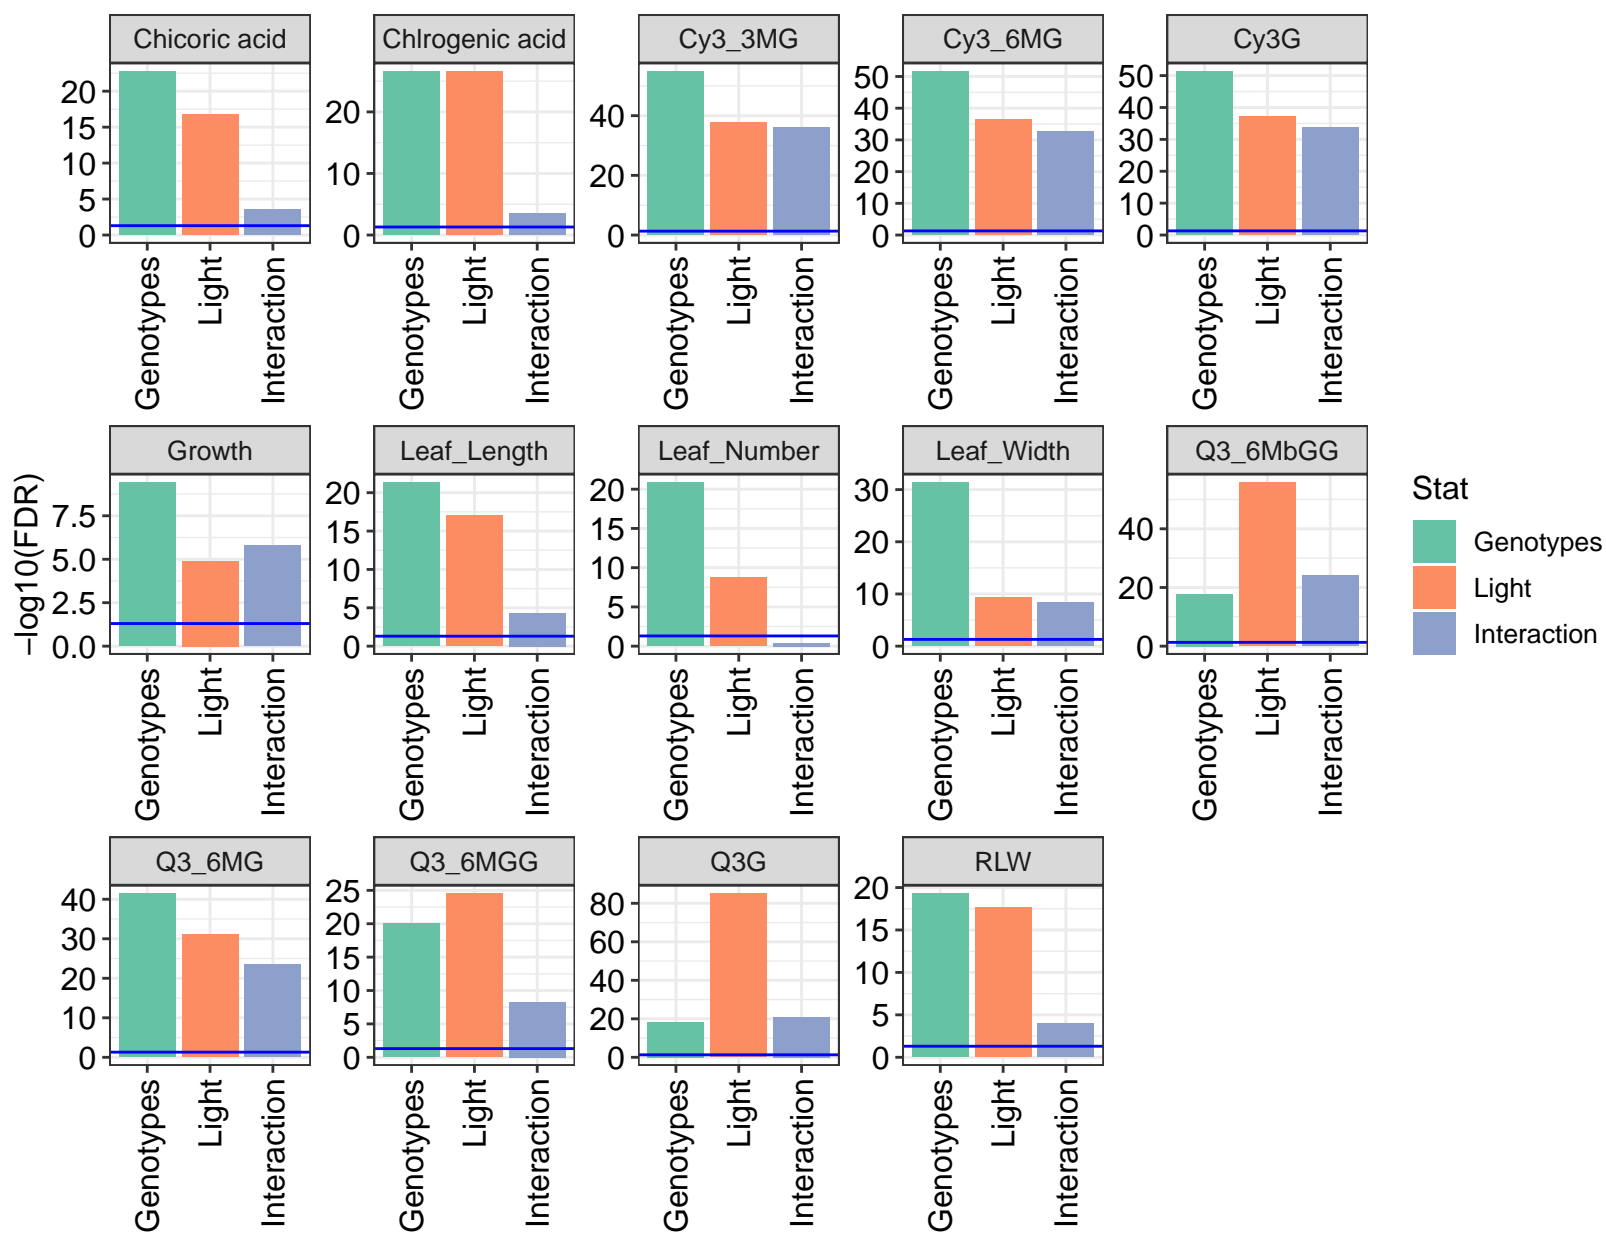 Chicoric acid Chlrogenic acid Cy3_3MG Cy3_6MG Cy3G
20 15 10 5 0
20 10 0
40 20 0
50 40 30 20 10 0
50 40 30 20 10 0
Genotypes Light Interaction Genotypes Light Interaction Genotypes Light Interaction Genotypes Light Interaction Genotypes Light Interaction
−log10(FDR)
Growth Leaf_Length Leaf_Number Leaf_Width Q3_6MbGG
7.5 5.0 2.5 0.0
20 15 10 5 0
20 15 10 5 0
30 20 10 0
40 20 0
Genotypes Light Interaction Genotypes Light Interaction Genotypes Light Interaction Genotypes Light Interaction Genotypes Light Interaction
Q3_6MG Q3_6MGG Q3G RLW
40 30 20 10 0
25 20 15 10 5 0
80 60 40 20 0
20 15 10 5 0
Genotypes Light Interaction Genotypes Light Interaction Genotypes Light Interaction Genotypes Light Interaction
Stat
Genotypes
Light
Interaction